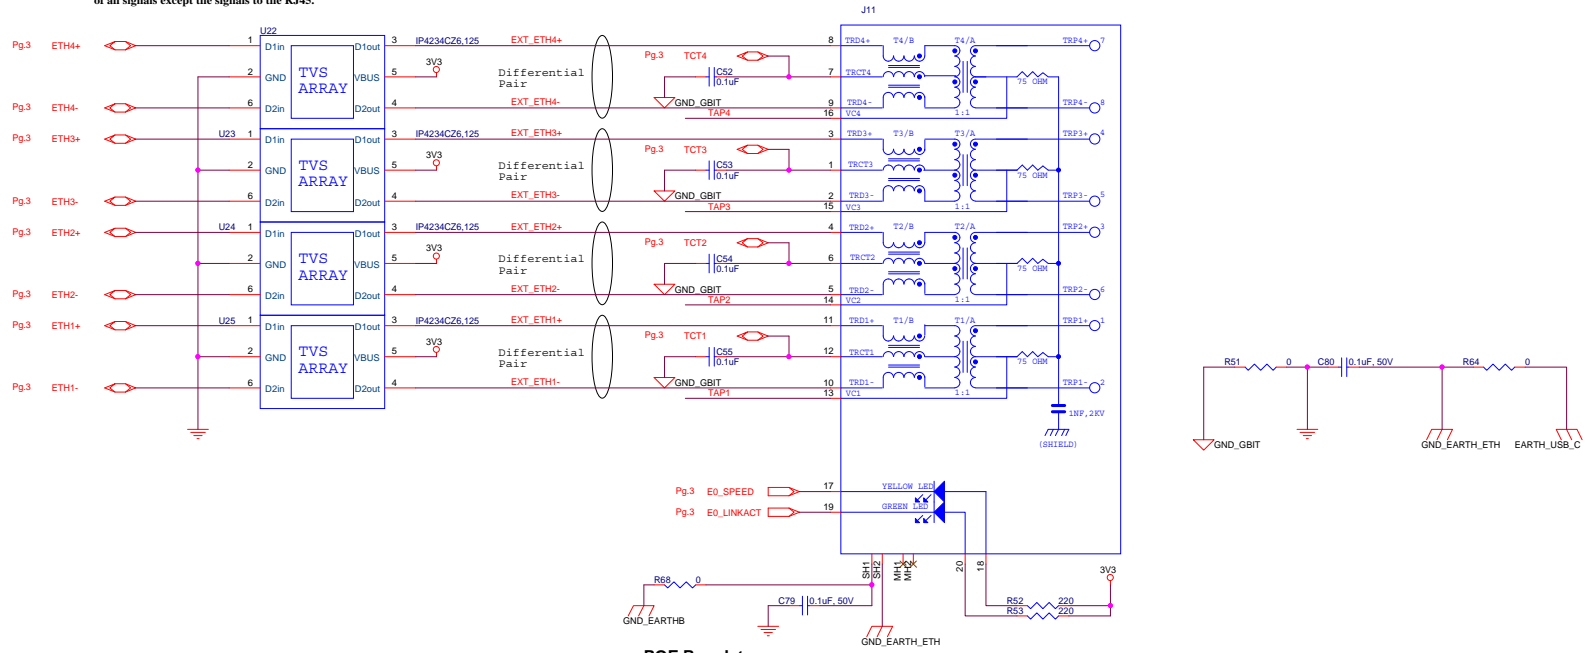 of all signals except the signals to the RJ45.
J11
U22
Pg.3 ETH4+ 1 D1in D1out 3 IP4234CZ6,125 EXT_ETH4+ 8 TRD4+ T4/B T4/A TRP4+ 7
Pg.3 TCT4
2 GND TVS ARRAY VBUS 5 3V3 Differential Pair C52 0.1uF 7 TRCT4 75 OHM
Pg.3 ETH4- 6 D2in D2out 4 EXT_ETH4- GND_GBIT 9 TRD4- TRP4- 8
TAP4 16 VC4 1:1
Pg.3 ETH3+ U23 1 D1in D1out 3 IP4234CZ6,125 EXT_ETH3+ 3 TRD3+ T3/B T3/A TRP3+ 4
Pg.3 TCT3
2 GND TVS ARRAY VBUS 5 3V3 Differential Pair C53 0.1uF 1 TRCT3 75 OHM
Pg.3 ETH3- 6 D2in D2out 4 EXT_ETH3- GND_GBIT 2 TRD3- TRP3- 5
TAP3 15 VC3 1:1
Pg.3 ETH2+ U24 1 D1in D1out 3 IP4234CZ6,125 EXT_ETH2+ 4 TRD2+ T2/B T2/A TRP2+ 3
Pg.3 TCT2
2 GND TVS ARRAY VBUS 5 3V3 Differential Pair C54 0.1uF 6 TRCT2 75 OHM
Pg.3 ETH2- 6 D2in D2out 4 EXT_ETH2- GND_GBIT 5 TRD2- TRP2- 6
TAP2 14 VC2 1:1
Pg.3 ETH1+ U25 1 D1in D1out 3 IP4234CZ6,125 EXT_ETH1+ 11 TRD1+ T1/B T1/A TRP1+ 1
Pg.3 TCT1
2 GND TVS ARRAY VBUS 5 3V3 Differential Pair C55 0.1uF 12 TRCT1 75 OHM
Pg.3 ETH1- 6 D2in D2out 4 EXT_ETH1- GND_GBIT 10 TRD1- TRP1- 2
TAP1 13 VC1 1:1
1NF,2KV
(SHIELD)
R51 0 C80 0.1uF, 50V R64 0
GND_GBIT GND_EARTH_ETH EARTH_USB_C
Pg.3 E0_SPEED 17 YELLOW LED
Pg.3 E0_LINKACT 19 GREEN LED
SH1 SH2 MH1 MH2 20 18
R68 0
3V3
C79 0.1uF, 50V
R52 220
R53 220
GND_EARTHB
GND_EARTH_ETH